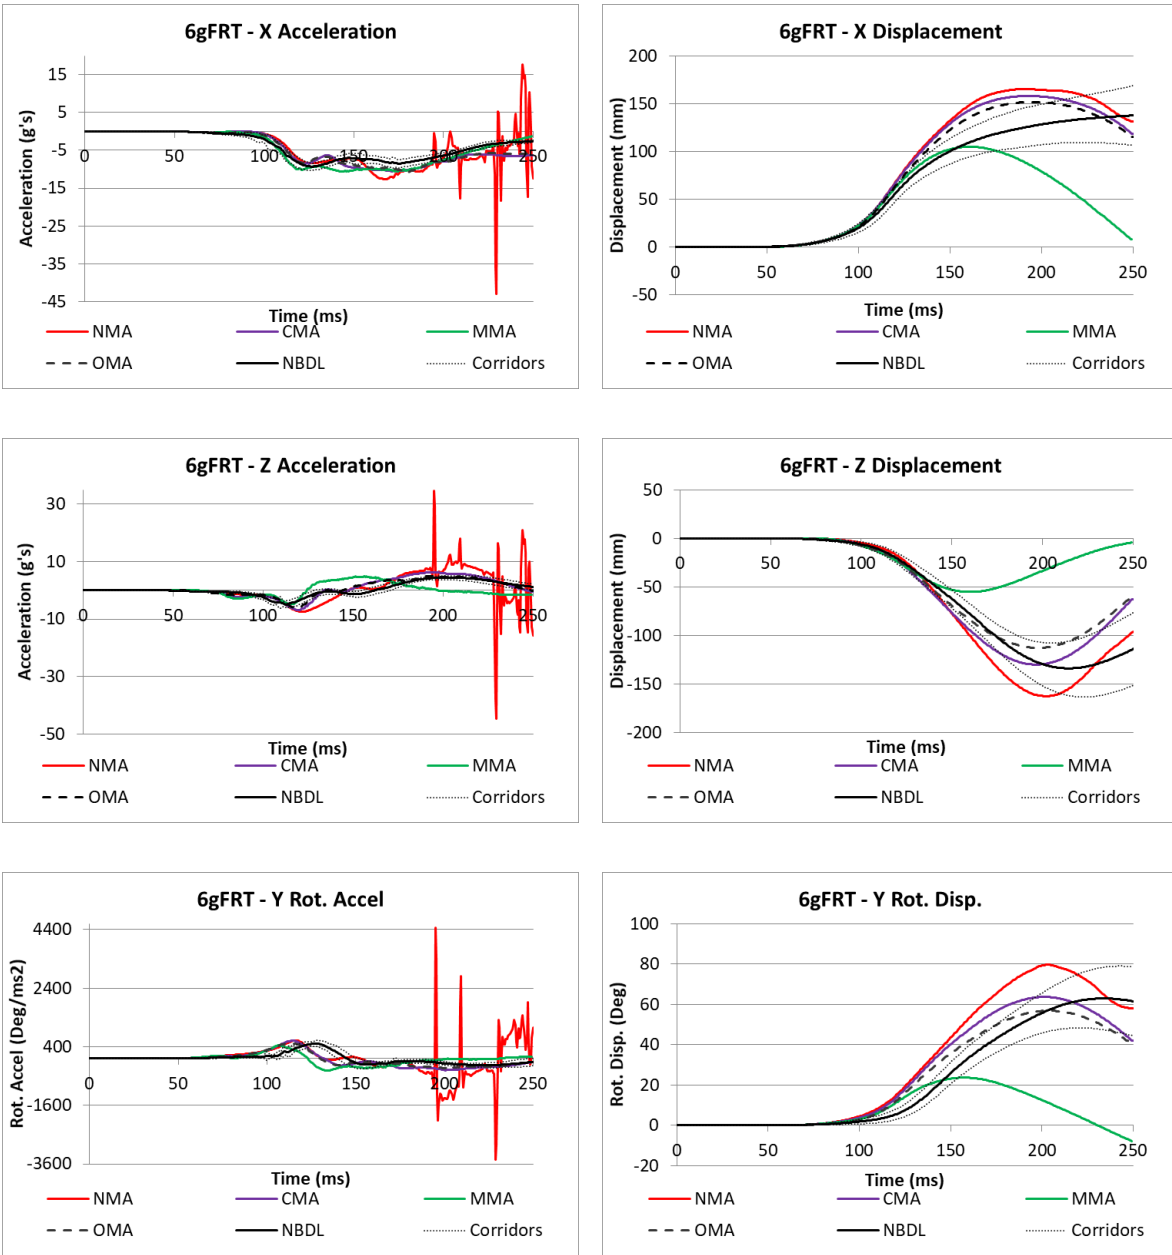 6gFRT - X Acceleration
15
5
-5
-15
-25
-35
-45
0 50 100 150 200 250
Acceleration (g's)
Time (ms)
NMA CMA MMA
OMA NBDL Corridors
6gFRT - X Displacement
200
150
100
50
0
-50
0 50 100 150 200 250
Displacement (mm)
Time (ms)
NMA CMA MMA
OMA NBDL Corridors
6gFRT - Z Acceleration
30
10
-10
-30
-50
0 50 100 150 200 250
Acceleration (g's)
Time (ms)
NMA CMA MMA
OMA NBDL Corridors
6gFRT - Z Displacement
50
0
-50
-100
-150
-200
0 50 100 150 200 250
Displacement (mm)
Time (ms)
NMA CMA MMA
OMA NBDL Corridors
6gFRT - Y Rot. Accel
4400
2400
400
-1600
-3600
0 50 100 150 200 250
Rot. Accel (Deg/ms2)
Time (ms)
NMA CMA MMA
OMA NBDL Corridors
6gFRT - Y Rot. Disp.
100
80
60
40
20
0
-20
0 50 100 150 200 250
Rot. Disp. (Deg)
Time (ms)
NMA CMA MMA
OMA NBDL Corridors